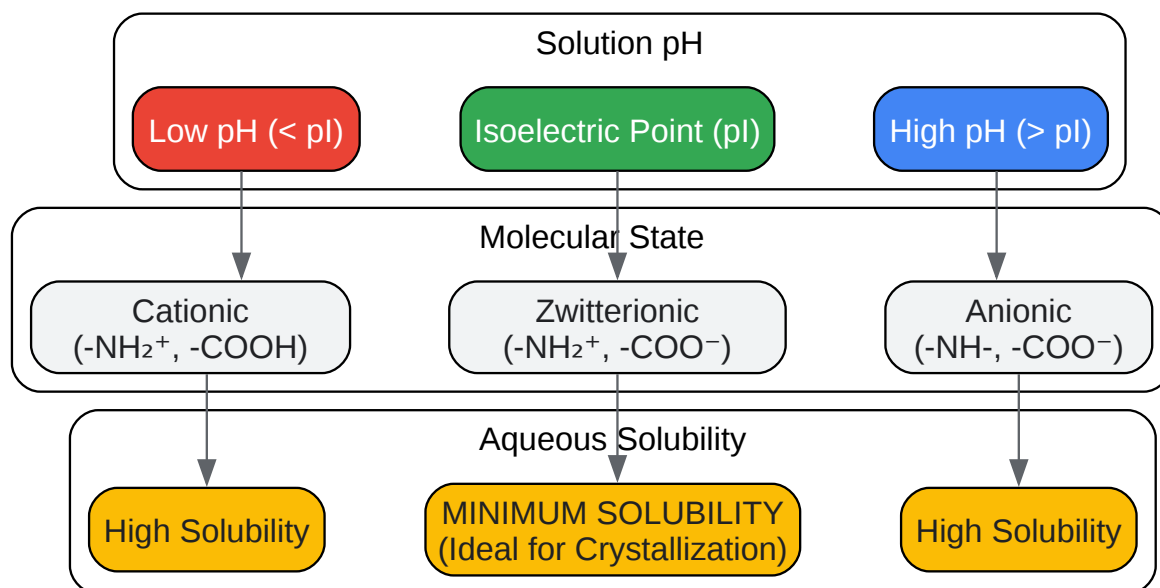 Solution pH
Low pH (< pI)
Isoelectric Point (pI)
High pH (> pI)
Molecular State
Cationic
(-NH₂⁺, -COOH)
Zwitterionic
(-NH₂⁺, -COO⁻)
Anionic
(-NH-, -COO⁻)
Aqueous Solubility
High Solubility
MINIMUM SOLUBILITY
(Ideal for Crystallization)
High Solubility